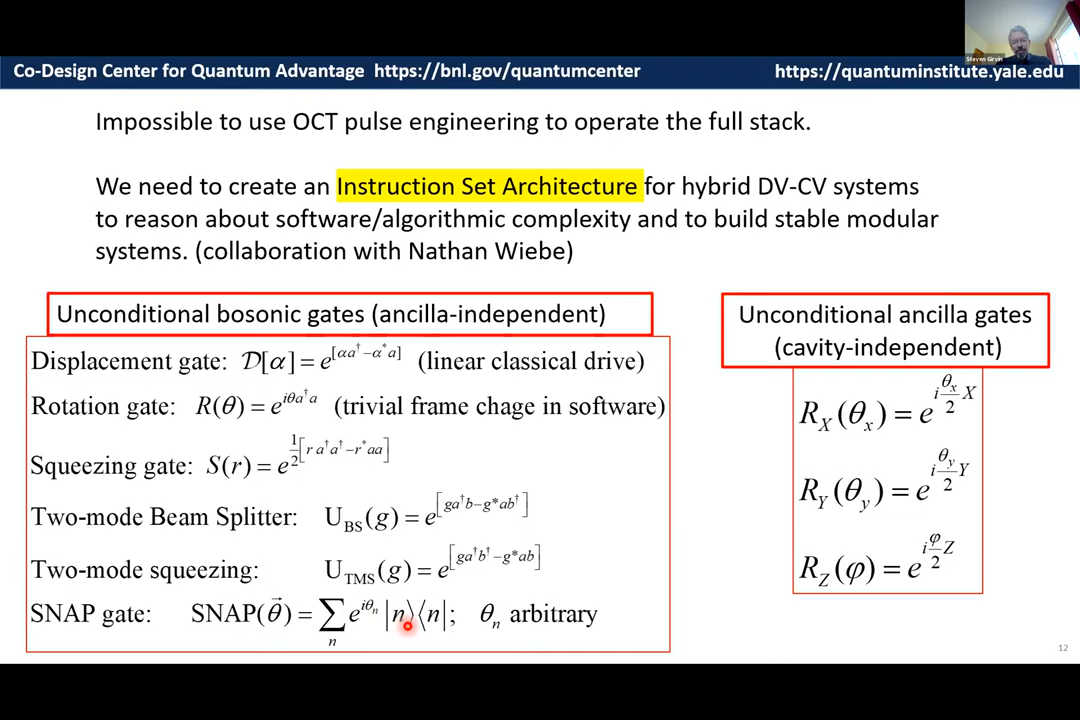 Steven Girvin
Co-Design Center for Quantum Advantage https://bnl.gov/quantumcenter
https://quantuminstitute.yale.edu
Impossible to use OCT pulse engineering to operate the full stack.
We need to create an Instruction Set Architecture for hybrid DV-CV systems
to reason about software/algorithmic complexity and to build stable modular
systems. (collaboration with Nathan Wiebe)
Unconditional bosonic gates (ancilla-independent)
Displacement gate: 𝒟[α] = e^{[αa† − α*a]} (linear classical drive)
Rotation gate: R(θ) = e^{iθa†a} (trivial frame chage in software)
Squeezing gate: S(r) = e^{1/2[r a†a† − r*aa]}
Two-mode Beam Splitter: U_BS(g) = e^{[ga†b − g*ab†]}
Two-mode squeezing: U_TMS(g) = e^{[ga†b† − g*ab]}
SNAP gate: SNAP(θ⃗) = ∑_n e^{iθ_n} |n⟩⟨n|; θ_n arbitrary
Unconditional ancilla gates
(cavity-independent)
R_X(θ_x) = e^{i θ_x/2 X}
R_Y(θ_y) = e^{i θ_y/2 Y}
R_Z(φ) = e^{i φ/2 Z}
12